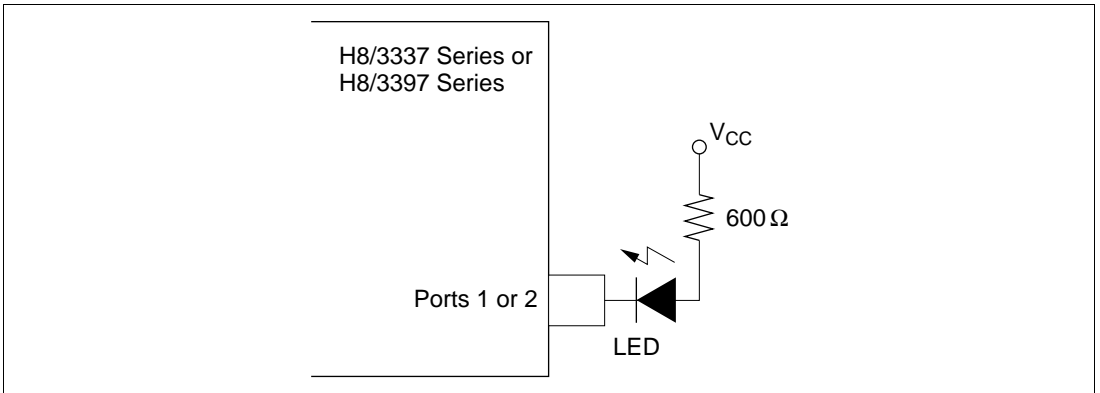 H8/3337 Series or
H8/3397 Series
VCC
600 Ω
Ports 1 or 2
LED